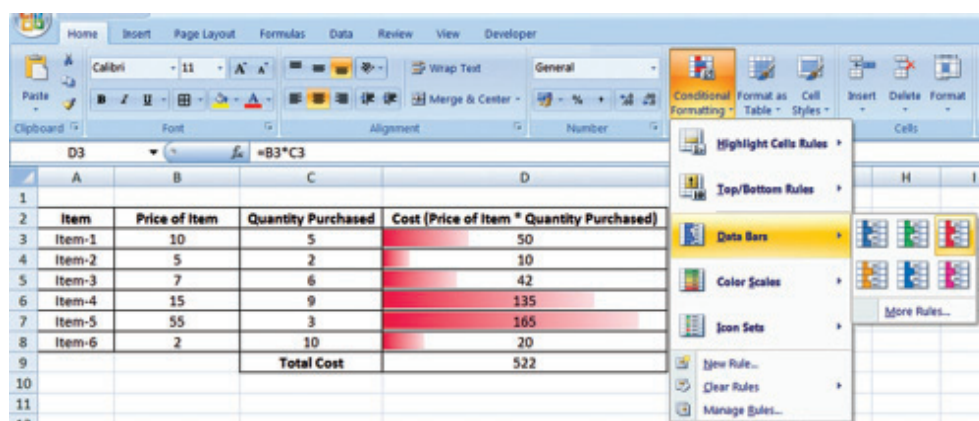 Home Insert Page Layout Formulas Data Review View Developer
Paste
Calibri 11 A A Wrap Text General
B I U A Merge & Center % ,
Conditional Formatting Format as Table Cell Styles Insert Delete Format
Clipboard Font Alignment Number Cells
D3 fx =B3*C3
A B C D H I
1
2 Item Price of Item Quantity Purchased Cost (Price of Item * Quantity Purchased)
3 Item-1 10 5 50
4 Item-2 5 2 10
5 Item-3 7 6 42
6 Item-4 15 9 135
7 Item-5 55 3 165
8 Item-6 2 10 20
9 Total Cost 522
10
11
Highlight Cells Rules
Top/Bottom Rules
Data Bars
Color Scales
Icon Sets
New Rule...
Clear Rules
Manage Rules...
More Rules...